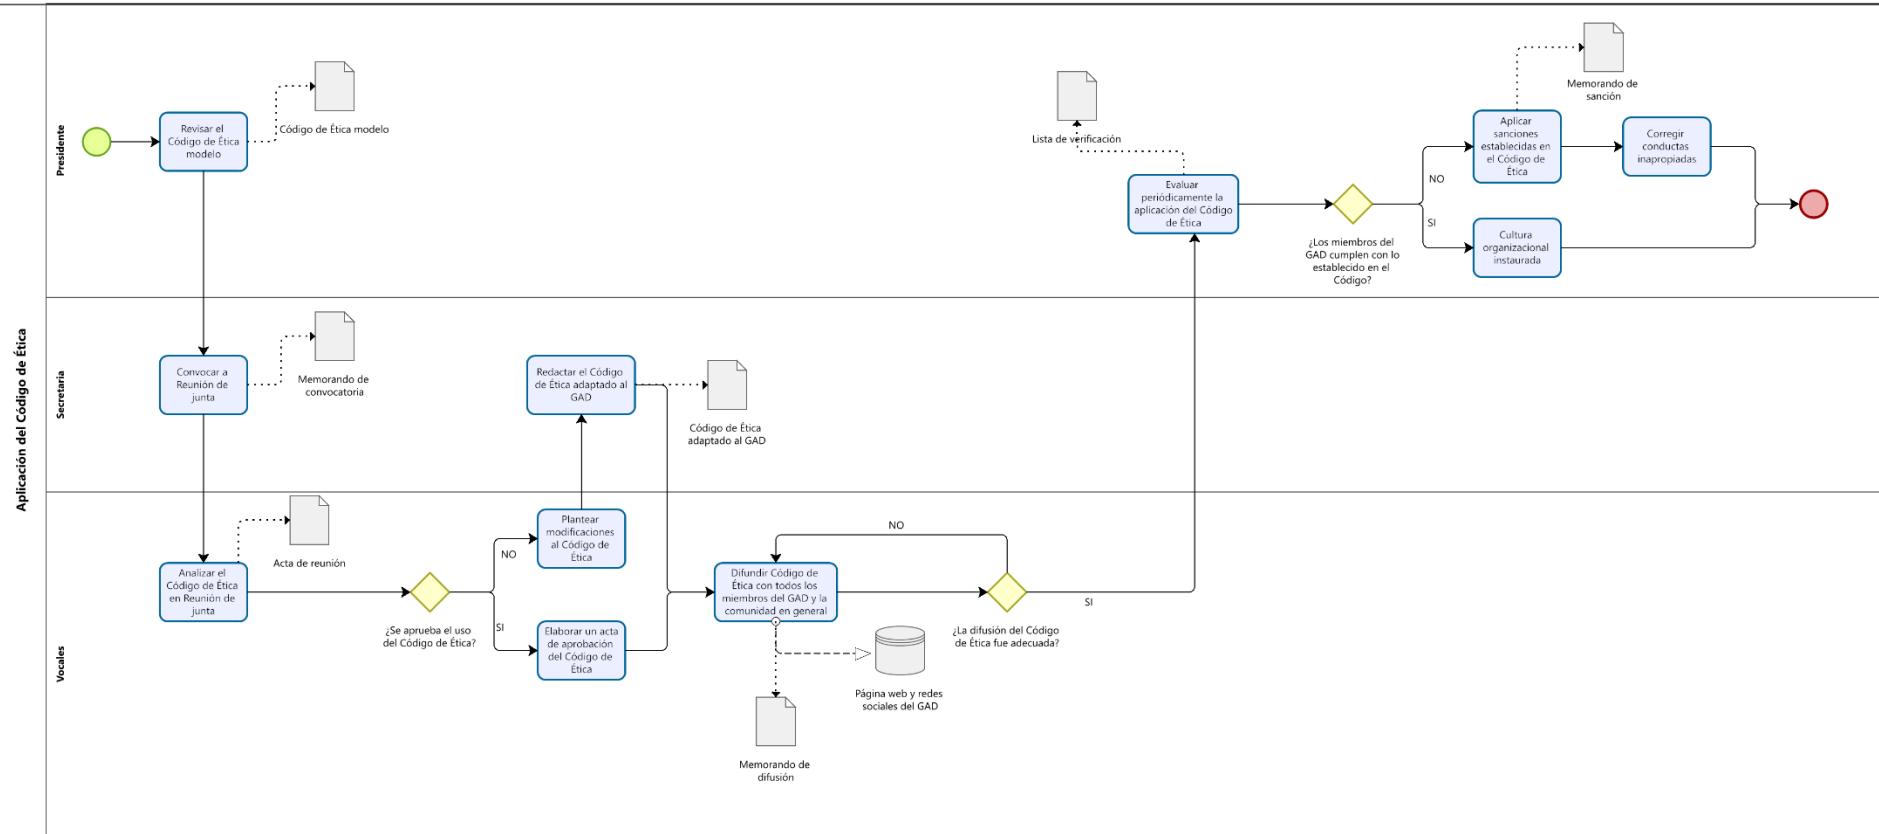 Aplicación del Código de Ética
Presidente
Revisar el
Código de Ética
modelo
Código de Ética modelo
Lista de verificación
Evaluar
periódicamente la
aplicación del Código
de Ética
¿Los miembros del
GAD cumplen con lo
establecido en el
Código?
NO
SI
Aplicar
sanciones
establecidas en
el Código de
Ética
Memorando de
sanción
Corregir
conductas
inapropiadas
Cultura
organizacional
instaurada
Secretaria
Convocar a
Reunión de
junta
Memorando de
convocatoria
Redactar el Código
de Ética adaptado al
GAD
Código de Ética
adaptado al GAD
Vocales
Analizar el
Código de Ética
en Reunión de
junta
Acta de reunión
¿Se aprueba el uso
del Código de Ética?
NO
SI
Plantear
modificaciones
al Código de
Ética
Elaborar un acta
de aprobación
del Código de
Ética
Difundir Código de
Ética con todos los
miembros del GAD y la
comunidad en general
Memorando de
difusión
Página web y redes
sociales del GAD
NO
¿La difusión del Código
de Ética fue adecuada?
SI